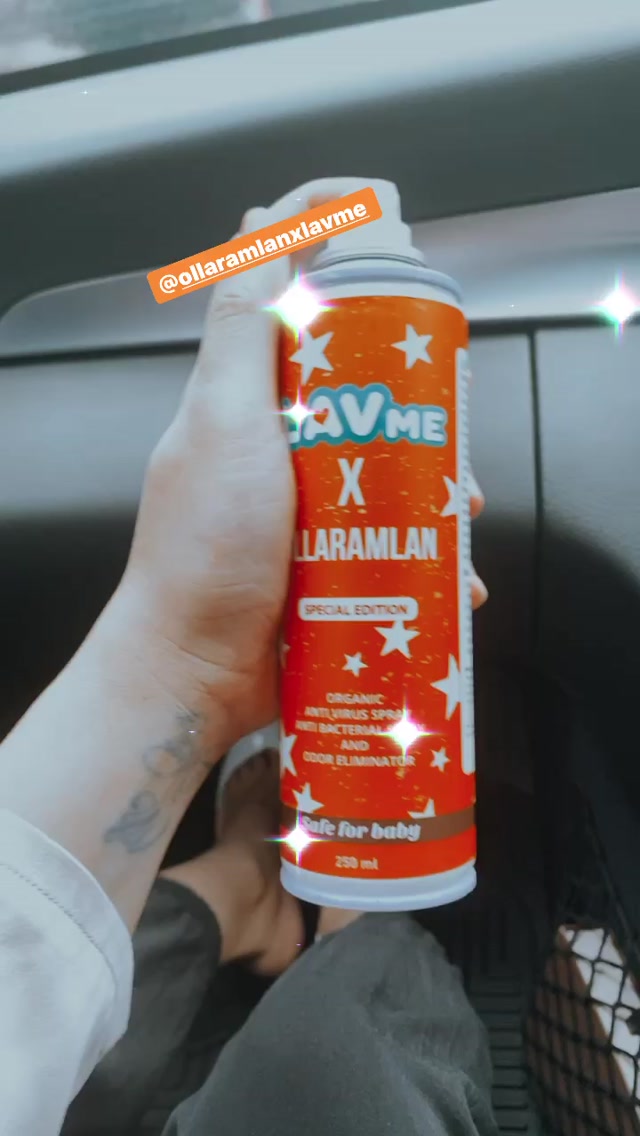 @ollaramlanxlavme
LAVME
X
LLARAMLAN
SPECIAL EDITION
ORGANIC
ANTI VIRUS SPRAY
ANTI BACTERIAL
AND
ODOR ELIMINATOR
Safe for baby
250 ml